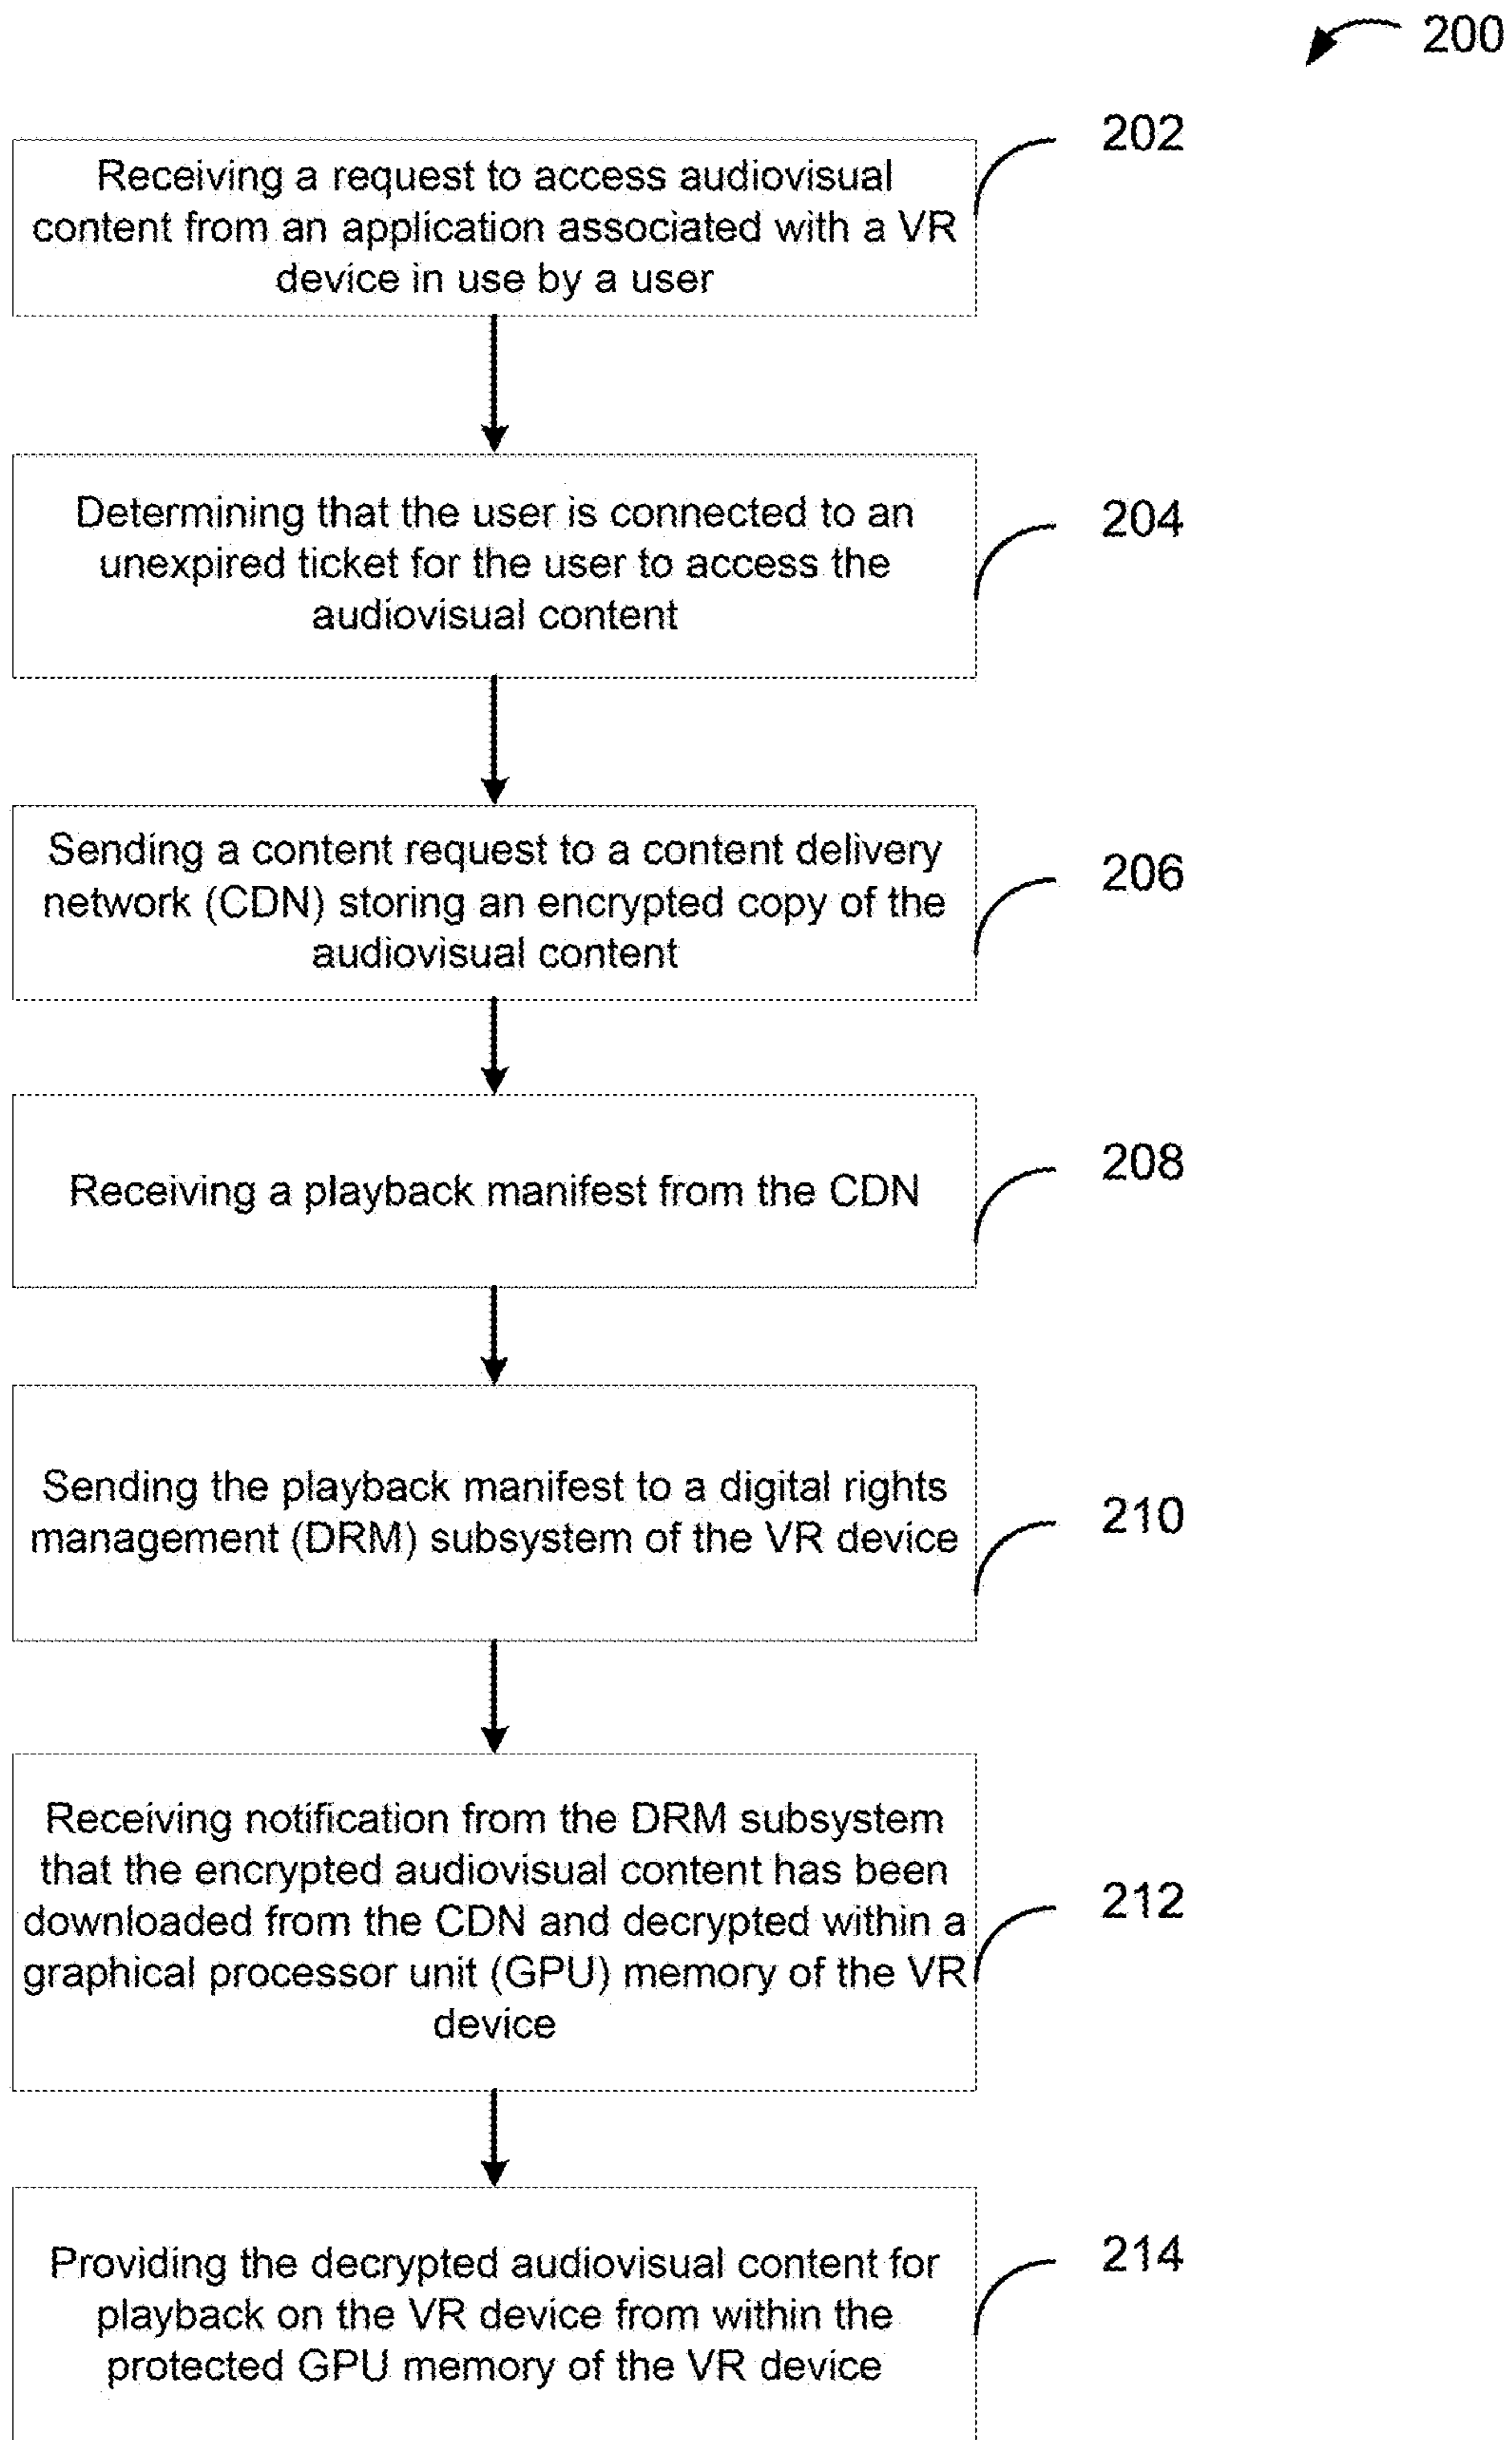 200
202
Receiving a request to access audiovisual
content from an application associated with a VR
device in use by a user
204
Determining that the user is connected to an
unexpired ticket for the user to access the
audiovisual content
206
Sending a content request to a content delivery
network (CDN) storing an encrypted copy of the
audiovisual content
208
Receiving a playback manifest from the CDN
210
Sending the playback manifest to a digital rights
management (DRM) subsystem of the VR device
212
Receiving notification from the DRM subsystem
that the encrypted audiovisual content has been
downloaded from the CDN and decrypted within a
graphical processor unit (GPU) memory of the VR
device
214
Providing the decrypted audiovisual content for
playback on the VR device from within the
protected GPU memory of the VR device